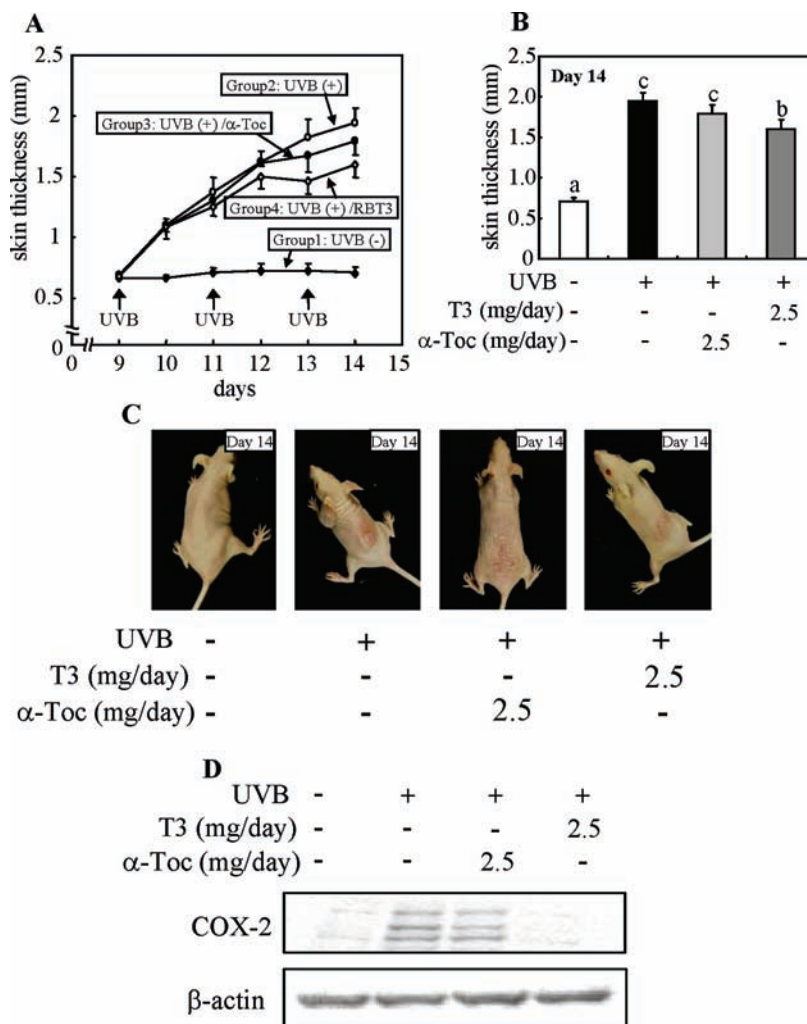 A
skin thickness (mm)
2
1.5
1
0.5
0
Group2: UVB (+)
Group3: UVB (+) /α-Toc
Group4: UVB (+) /RBT3
Group1: UVB (-)
UVB UVB UVB
0 9 10 11 12 13 14 15
days
B
skin thickness (mm)
2.5
2.0
1.5
1.0
0.5
0
Day 14
a c c b
UVB - + + +
T3 (mg/day) - - - 2.5
α-Toc (mg/day) - - 2.5 -
C
Day 14 Day 14 Day 14 Day 14
UVB - + + +
T3 (mg/day) - - - 2.5
α-Toc (mg/day) - - 2.5 -
D
UVB - + + +
T3 (mg/day) - - - 2.5
α-Toc (mg/day) - - 2.5 -
COX-2
β-actin